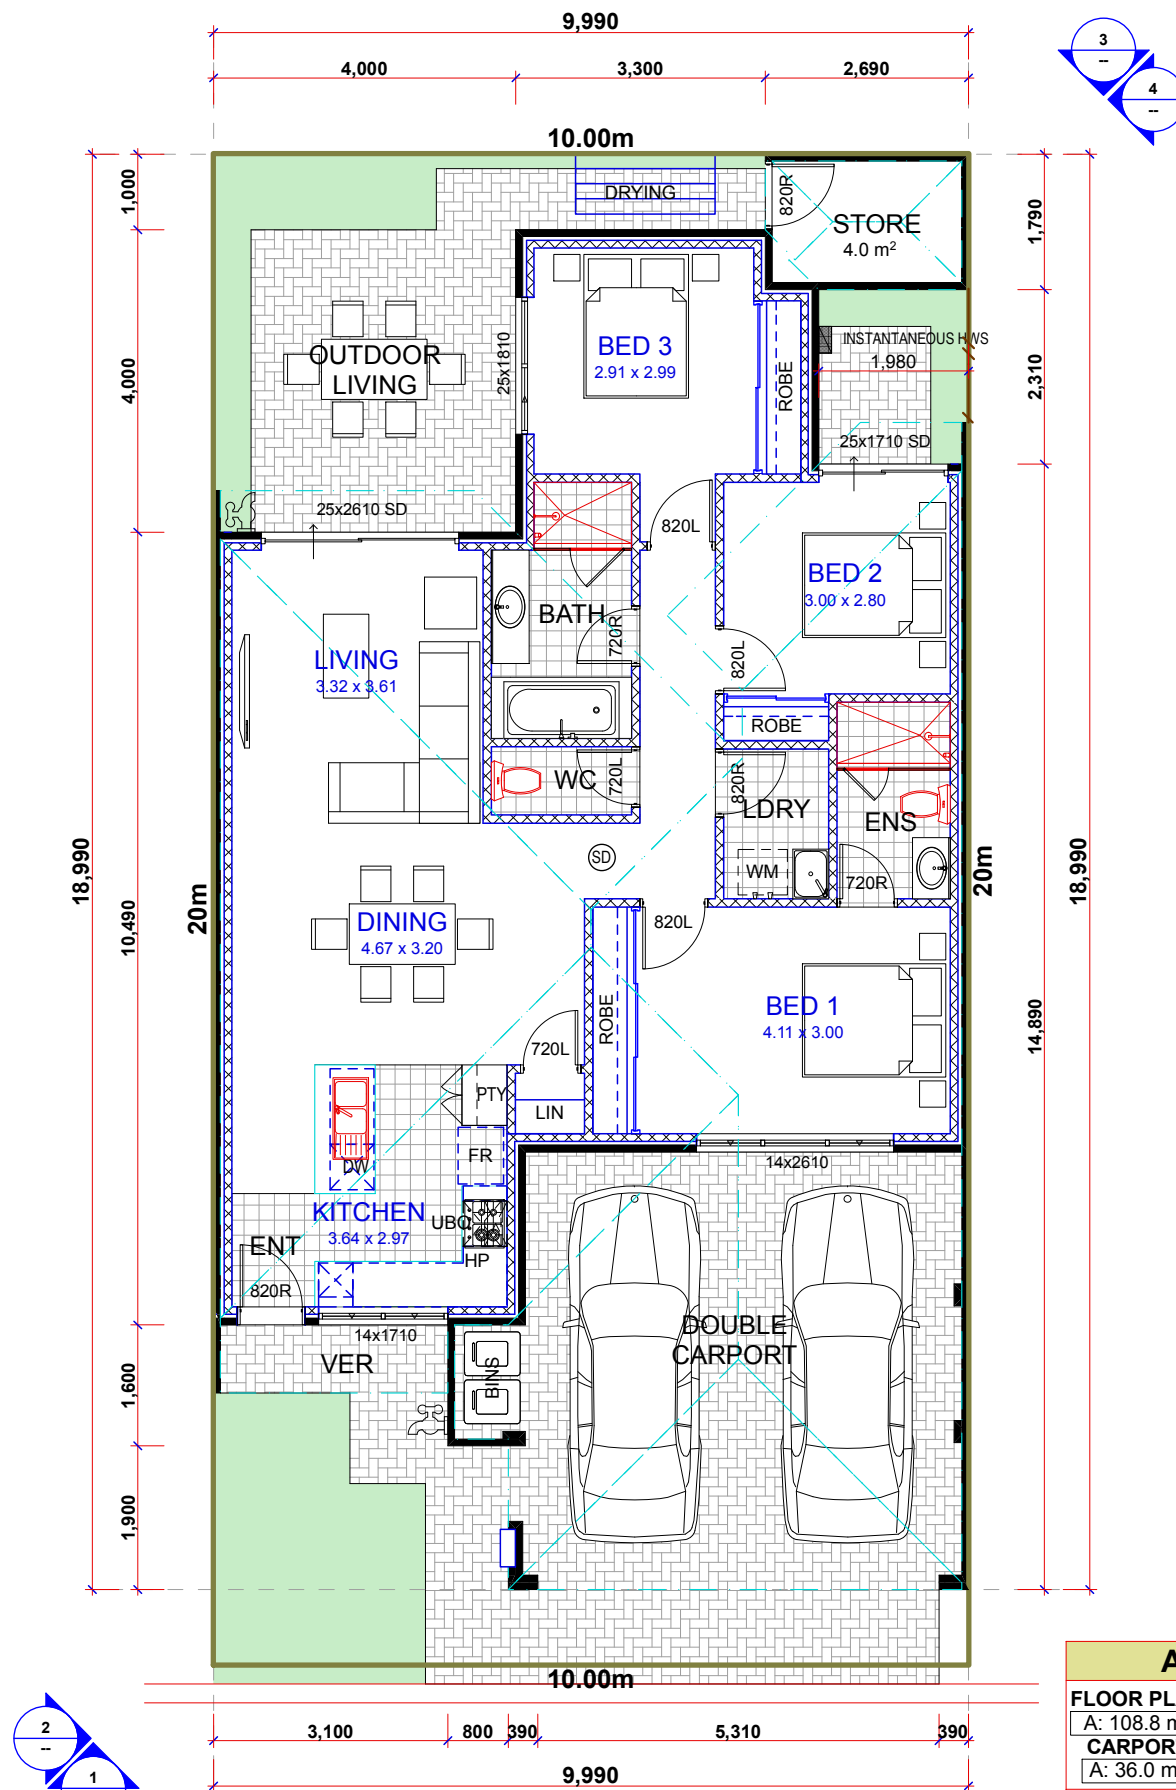 9,990
4,000
3,300
2,690
3
--
4
--
10.00m
DRYING
820R
STORE
4.0 m²
1,000
1,790
OUTDOOR
LIVING
25x1810
BED 3
2.91 x 2.99
ROBE
INSTANTANEOUS HWS
1,980
4,000
2,310
25x1710 SD
25x2610 SD
820L
BED 2
3.00 x 2.80
BATH
720R
820L
LIVING
3.32 x 3.61
ROBE
WC
720L
820R
LDRY
ENS
SD
WM
720R
18,990
20m
10,490
20m
18,990
DINING
4.67 x 3.20
820L
ROBE
BED 1
4.11 x 3.00
14,890
720L
PTY
LIN
FR
DW
14x2610
KITCHEN
3.64 x 2.97
UBO
HP
ENT
820R
14x1710
VER
BINS
DOUBLE
CARPORT
1,600
1,900
10.00m
A
FLOOR PL
A: 108.8 m
CARPOR
A: 36.0 m
2
--
1
3,100
800
390
5,310
390
9,990